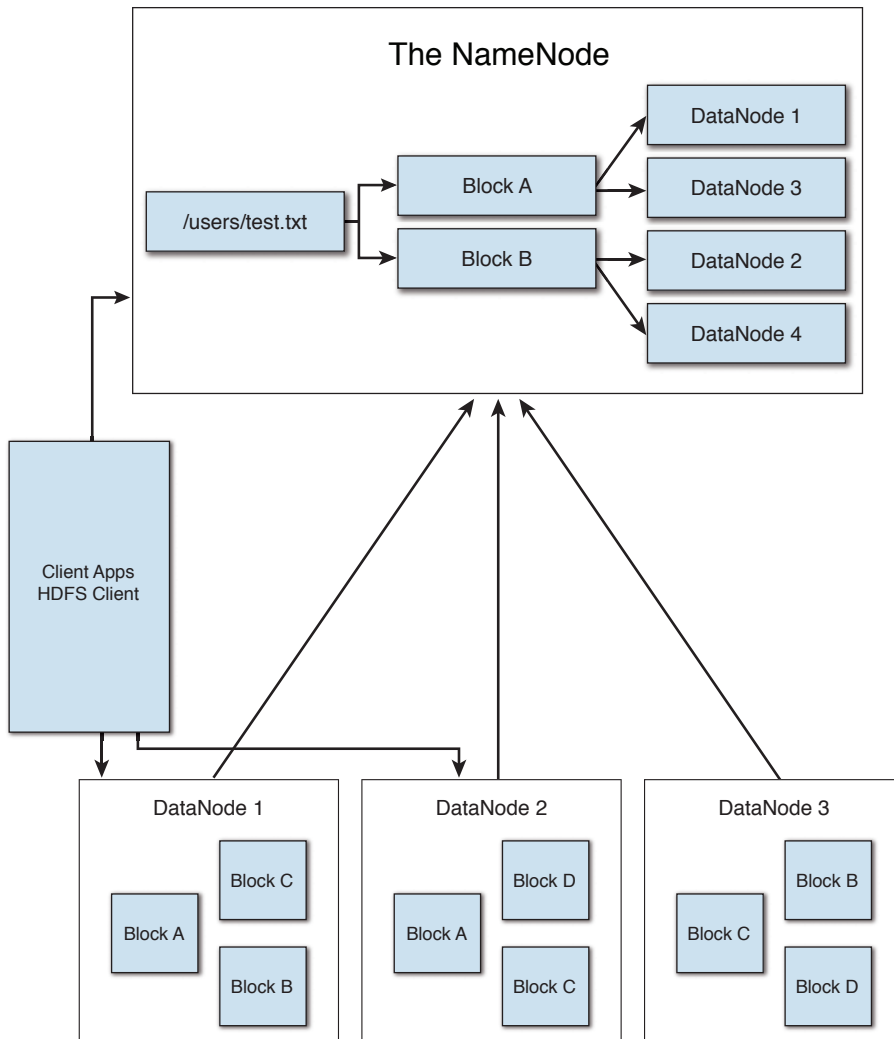 The NameNode
DataNode 1
Block A
DataNode 3
/users/test.txt
Block B
DataNode 2
DataNode 4
Client Apps
HDFS Client
DataNode 1
Block C
Block A
Block B
DataNode 2
Block D
Block A
Block C
DataNode 3
Block B
Block C
Block D